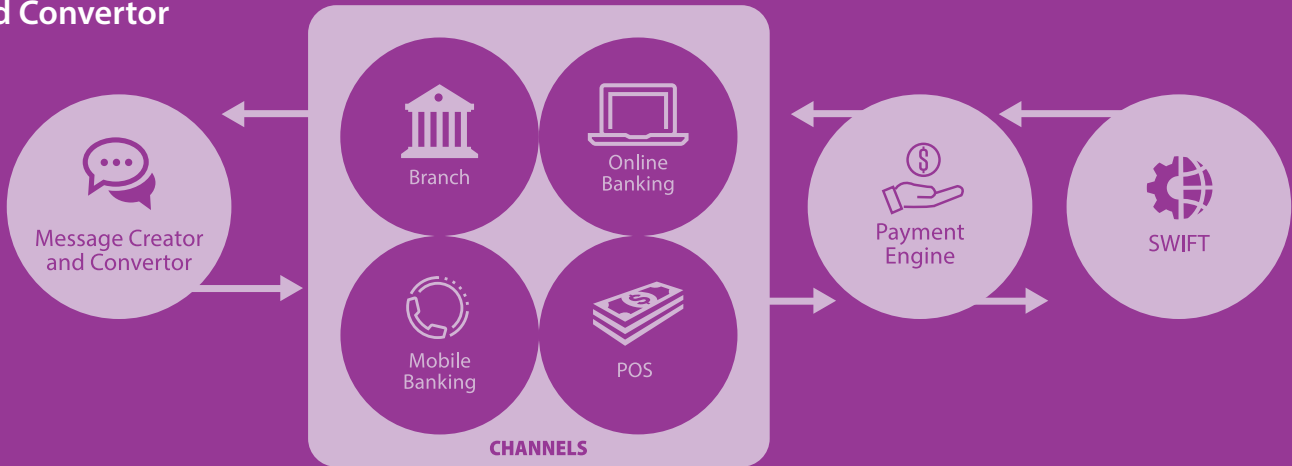 d Convertor
Message Creator
and Convertor
Branch
Online
Banking
Mobile
Banking
POS
CHANNELS
Payment
Engine
SWIFT